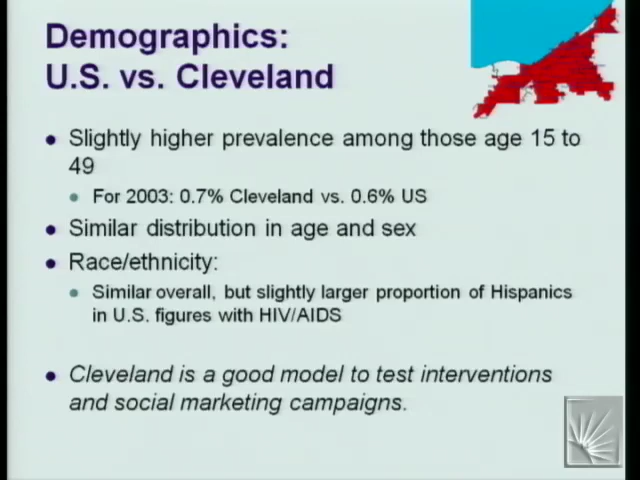 Demographics:
U.S. vs. Cleveland
Slightly higher prevalence among those age 15 to
49
For 2003: 0.7% Cleveland vs. 0.6% US
Similar distribution in age and sex
Race/ethnicity:
Similar overall, but slightly larger proportion of Hispanics
in U.S. figures with HIV/AIDS
Cleveland is a good model to test interventions
and social marketing campaigns.